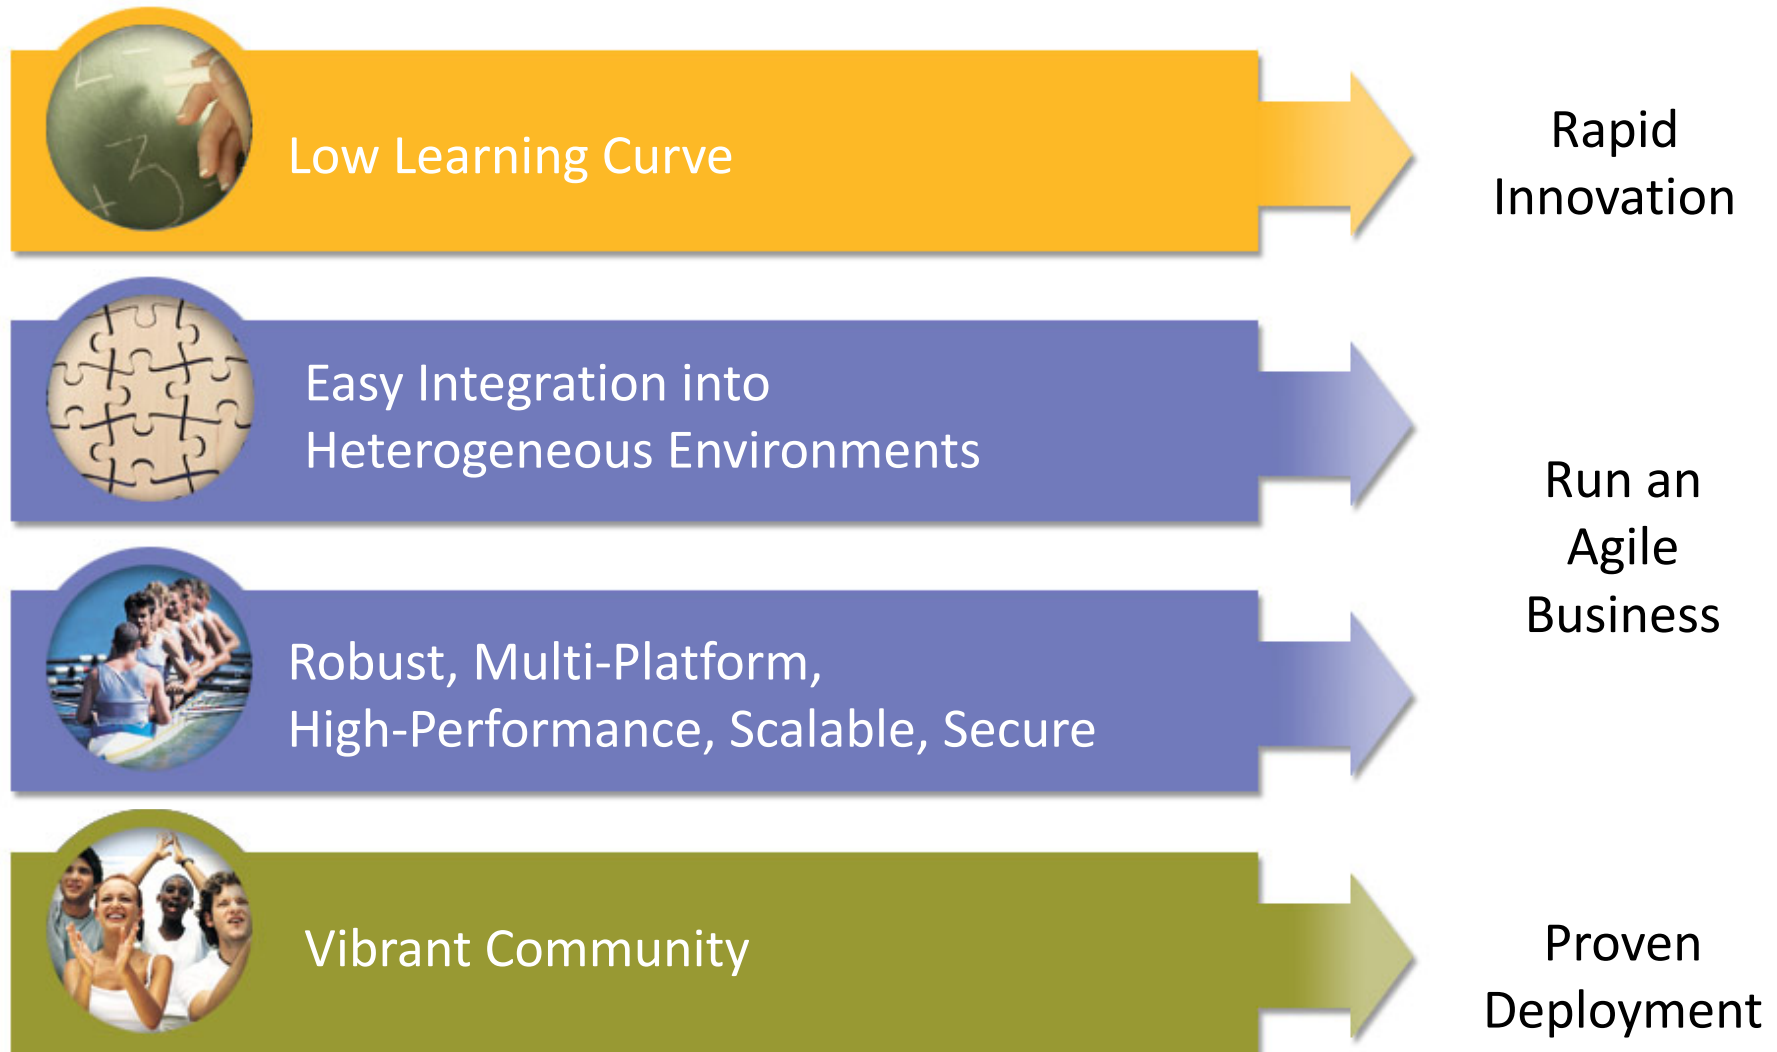 Low Learning Curve
Rapid
Innovation
Easy Integration into
Heterogeneous Environments
Robust, Multi-Platform,
High-Performance, Scalable, Secure
Run an
Agile
Business
Vibrant Community
Proven
Deployment